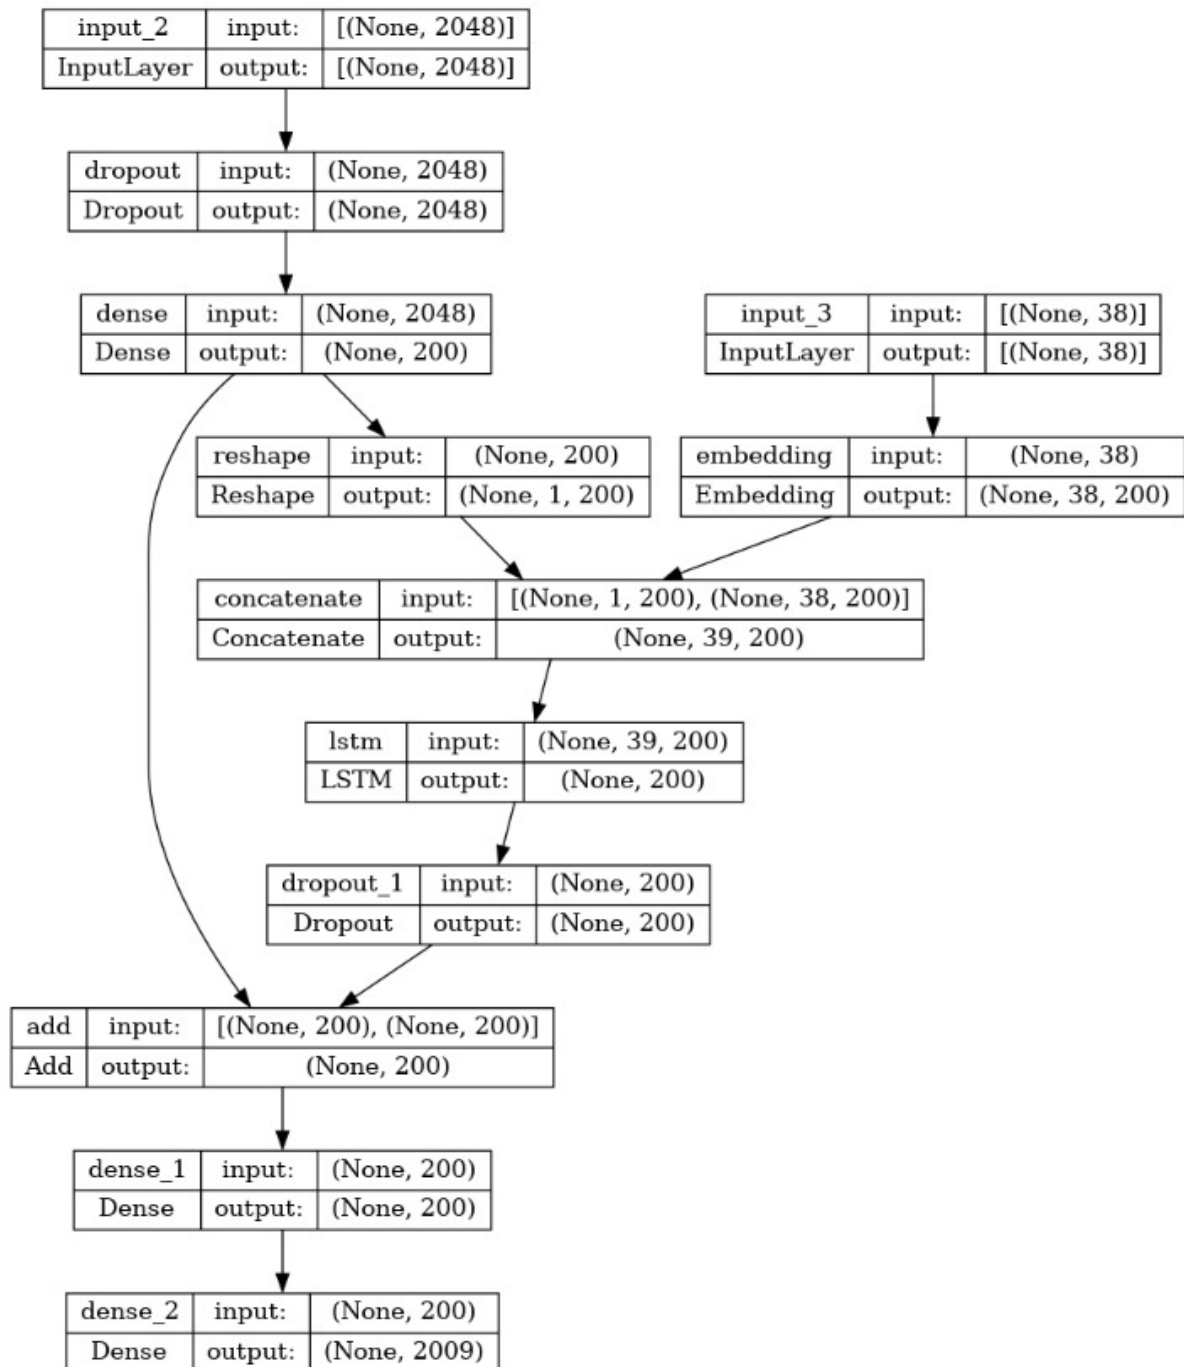 input_2 input: [(None, 2048)]
InputLayer output: [(None, 2048)]
dropout input: (None, 2048)
Dropout output: (None, 2048)
dense input: (None, 2048)
Dense output: (None, 200)
input_3 input: [(None, 38)]
InputLayer output: [(None, 38)]
reshape input: (None, 200)
Reshape output: (None, 1, 200)
embedding input: (None, 38)
Embedding output: (None, 38, 200)
concatenate input: [(None, 1, 200), (None, 38, 200)]
Concatenate output: (None, 39, 200)
lstm input: (None, 39, 200)
LSTM output: (None, 200)
dropout_1 input: (None, 200)
Dropout output: (None, 200)
add input: [(None, 200), (None, 200)]
Add output: (None, 200)
dense_1 input: (None, 200)
Dense output: (None, 200)
dense_2 input: (None, 200)
Dense output: (None, 2009)